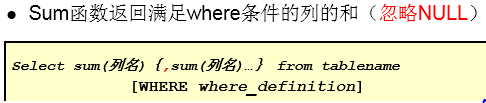 ● Sum函数返回满足where条件的列的和（忽略NULL）
Select sum(列名) {,sum(列名)…} from tablename
[WHERE where_definition]